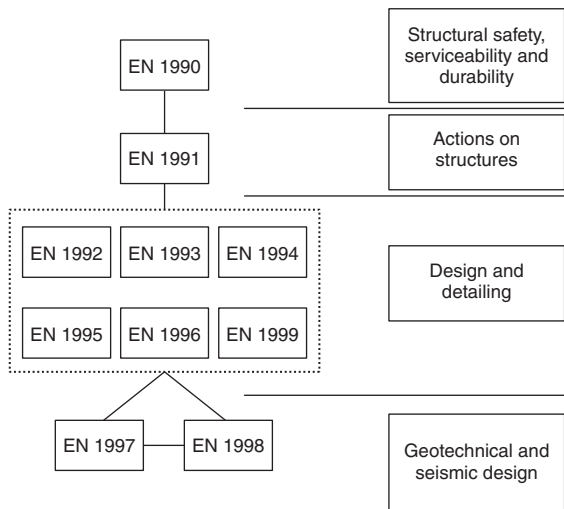 EN 1990
Structural safety,
serviceability and
durability
EN 1991
Actions on
structures
EN 1992
EN 1993
EN 1994
Design and
detailing
EN 1995
EN 1996
EN 1999
EN 1997
EN 1998
Geotechnical and
seismic design